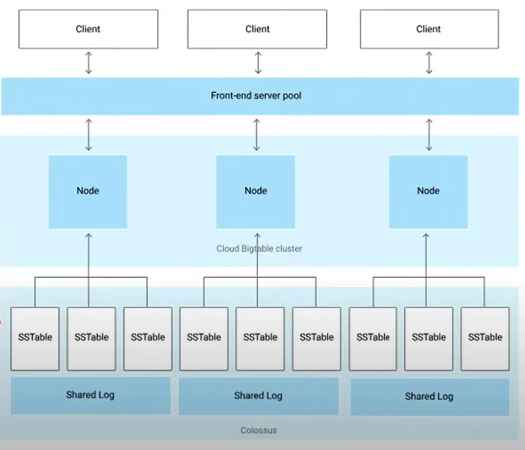 Client
Client
Client
Front-end server pool
Node
Node
Node
Cloud Bigtable cluster
SSTable
SSTable
SSTable
SSTable
SSTable
SSTable
SSTable
SSTable
SSTable
Shared Log
Shared Log
Shared Log
Colossus